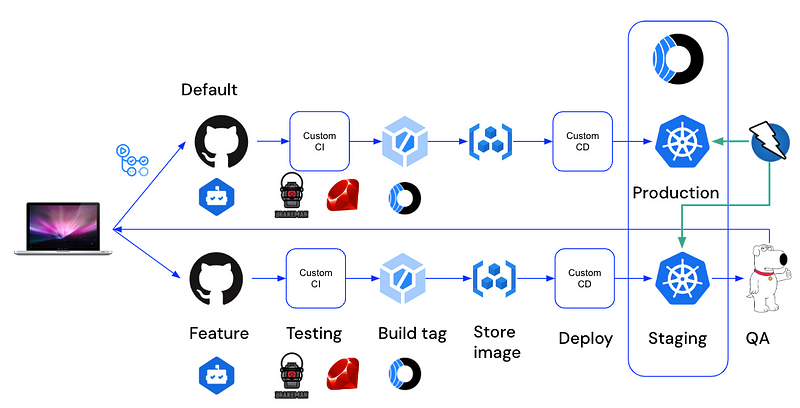 Default
Custom
CI
Custom
CD
BRAKEMAN
Production
Custom
CI
Custom
CD
Feature
Testing
Build tag
Store
image
Deploy
Staging
QA
BRAKEMAN